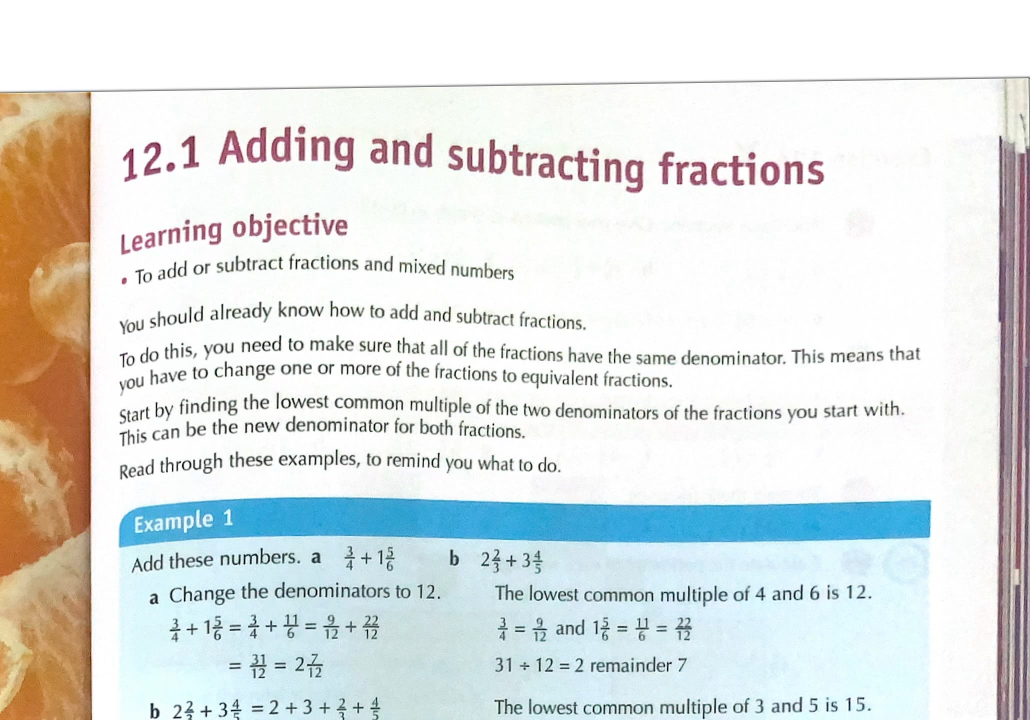 12.1 Adding and subtracting fractions
Learning objective
• To add or subtract fractions and mixed numbers
You should already know how to add and subtract fractions.
To do this, you need to make sure that all of the fractions have the same denominator. This means that
you have to change one or more of the fractions to equivalent fractions.
Start by finding the lowest common multiple of the two denominators of the fractions you start with.
This can be the new denominator for both fractions.
Read through these examples, to remind you what to do.
Example 1
Add these numbers. a 3/4 + 1 5/6 b 2 2/3 + 3 4/5
a Change the denominators to 12. The lowest common multiple of 4 and 6 is 12.
3/4 + 1 5/6 = 3/4 + 11/6 = 9/12 + 22/12 3/4 = 9/12 and 1 5/6 = 11/6 = 22/12
= 31/12 = 2 7/12 31 ÷ 12 = 2 remainder 7
b 2 2/3 + 3 4/5 = 2 + 3 + 2/3 + 4/5 The lowest common multiple of 3 and 5 is 15.